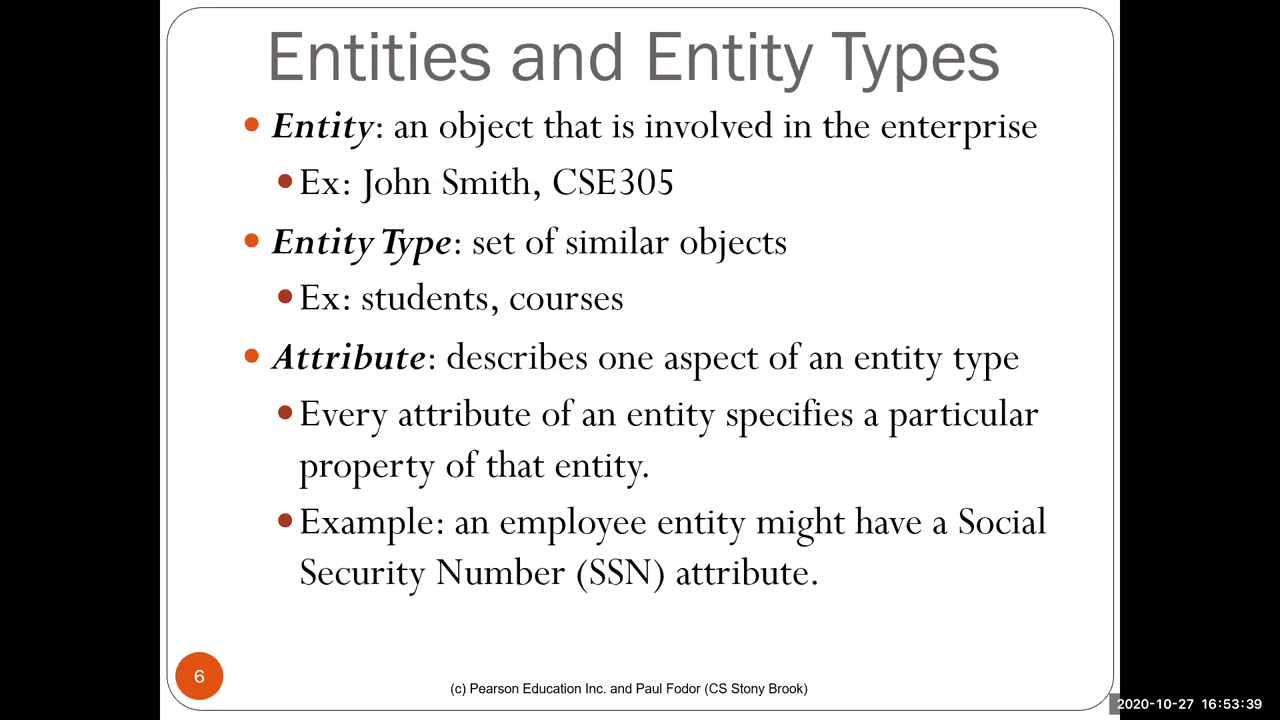 Entities and Entity Types
• Entity: an object that is involved in the enterprise
• Ex: John Smith, CSE305
• Entity Type: set of similar objects
• Ex: students, courses
• Attribute: describes one aspect of an entity type
• Every attribute of an entity specifies a particular
property of that entity.
• Example: an employee entity might have a Social
Security Number (SSN) attribute.
6
(c) Pearson Education Inc. and Paul Fodor (CS Stony Brook)
2020-10-27 16:53:39